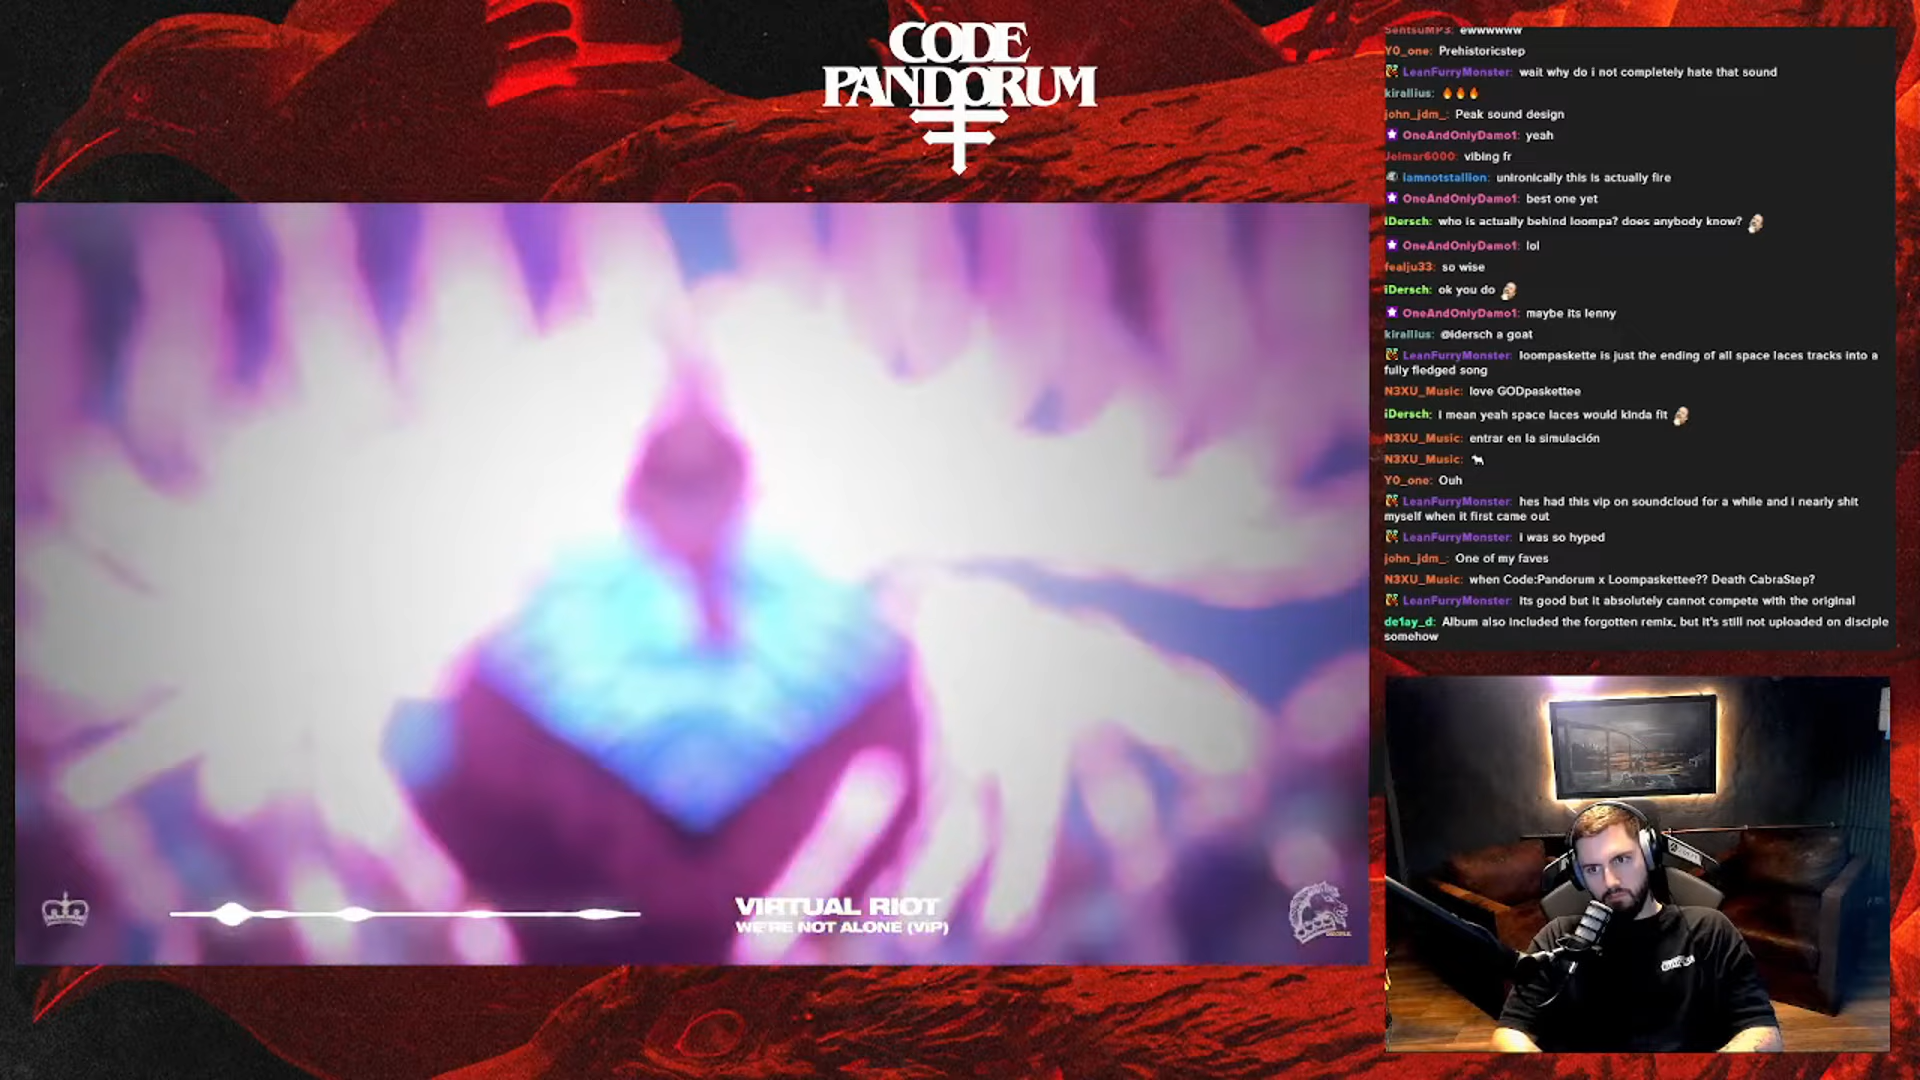 CODE
PANDORUM
SentsuMP3: ewwwwww
Y0_one: Prehistoricstep
LeanFurryMonster: wait why do i not completely hate that sound
kirallius:
john_jdm_: Peak sound design
OneAndOnlyDamo1: yeah
Jelmar6000: vibing fr
iamnotstallion: unironically this is actually fire
OneAndOnlyDamo1: best one yet
iDersch: who is actually behind loompa? does anybody know?
OneAndOnlyDamo1: lol
fealju33: so wise
iDersch: ok you do
OneAndOnlyDamo1: maybe its lenny
kirallius: @idersch a goat
LeanFurryMonster: loompaskette is just the ending of all space laces tracks into a
fully fledged song
N3XU_Music: love GODpaskettee
iDersch: I mean yeah space laces would kinda fit
N3XU_Music: entrar en la simulación
N3XU_Music:
Y0_one: Ouh
LeanFurryMonster: hes had this vip on soundcloud for a while and i nearly shit
myself when it first came out
LeanFurryMonster: i was so hyped
john_jdm_: One of my faves
N3XU_Music: when Code:Pandorum x Loompaskettee?? Death CabraStep?
LeanFurryMonster: Its good but it absolutely cannot compete with the original
de1ay_d: Album also included the forgotten remix, but it's still not uploaded on disciple
somehow
VIRTUAL RIOT
WE'RE NOT ALONE (VIP)